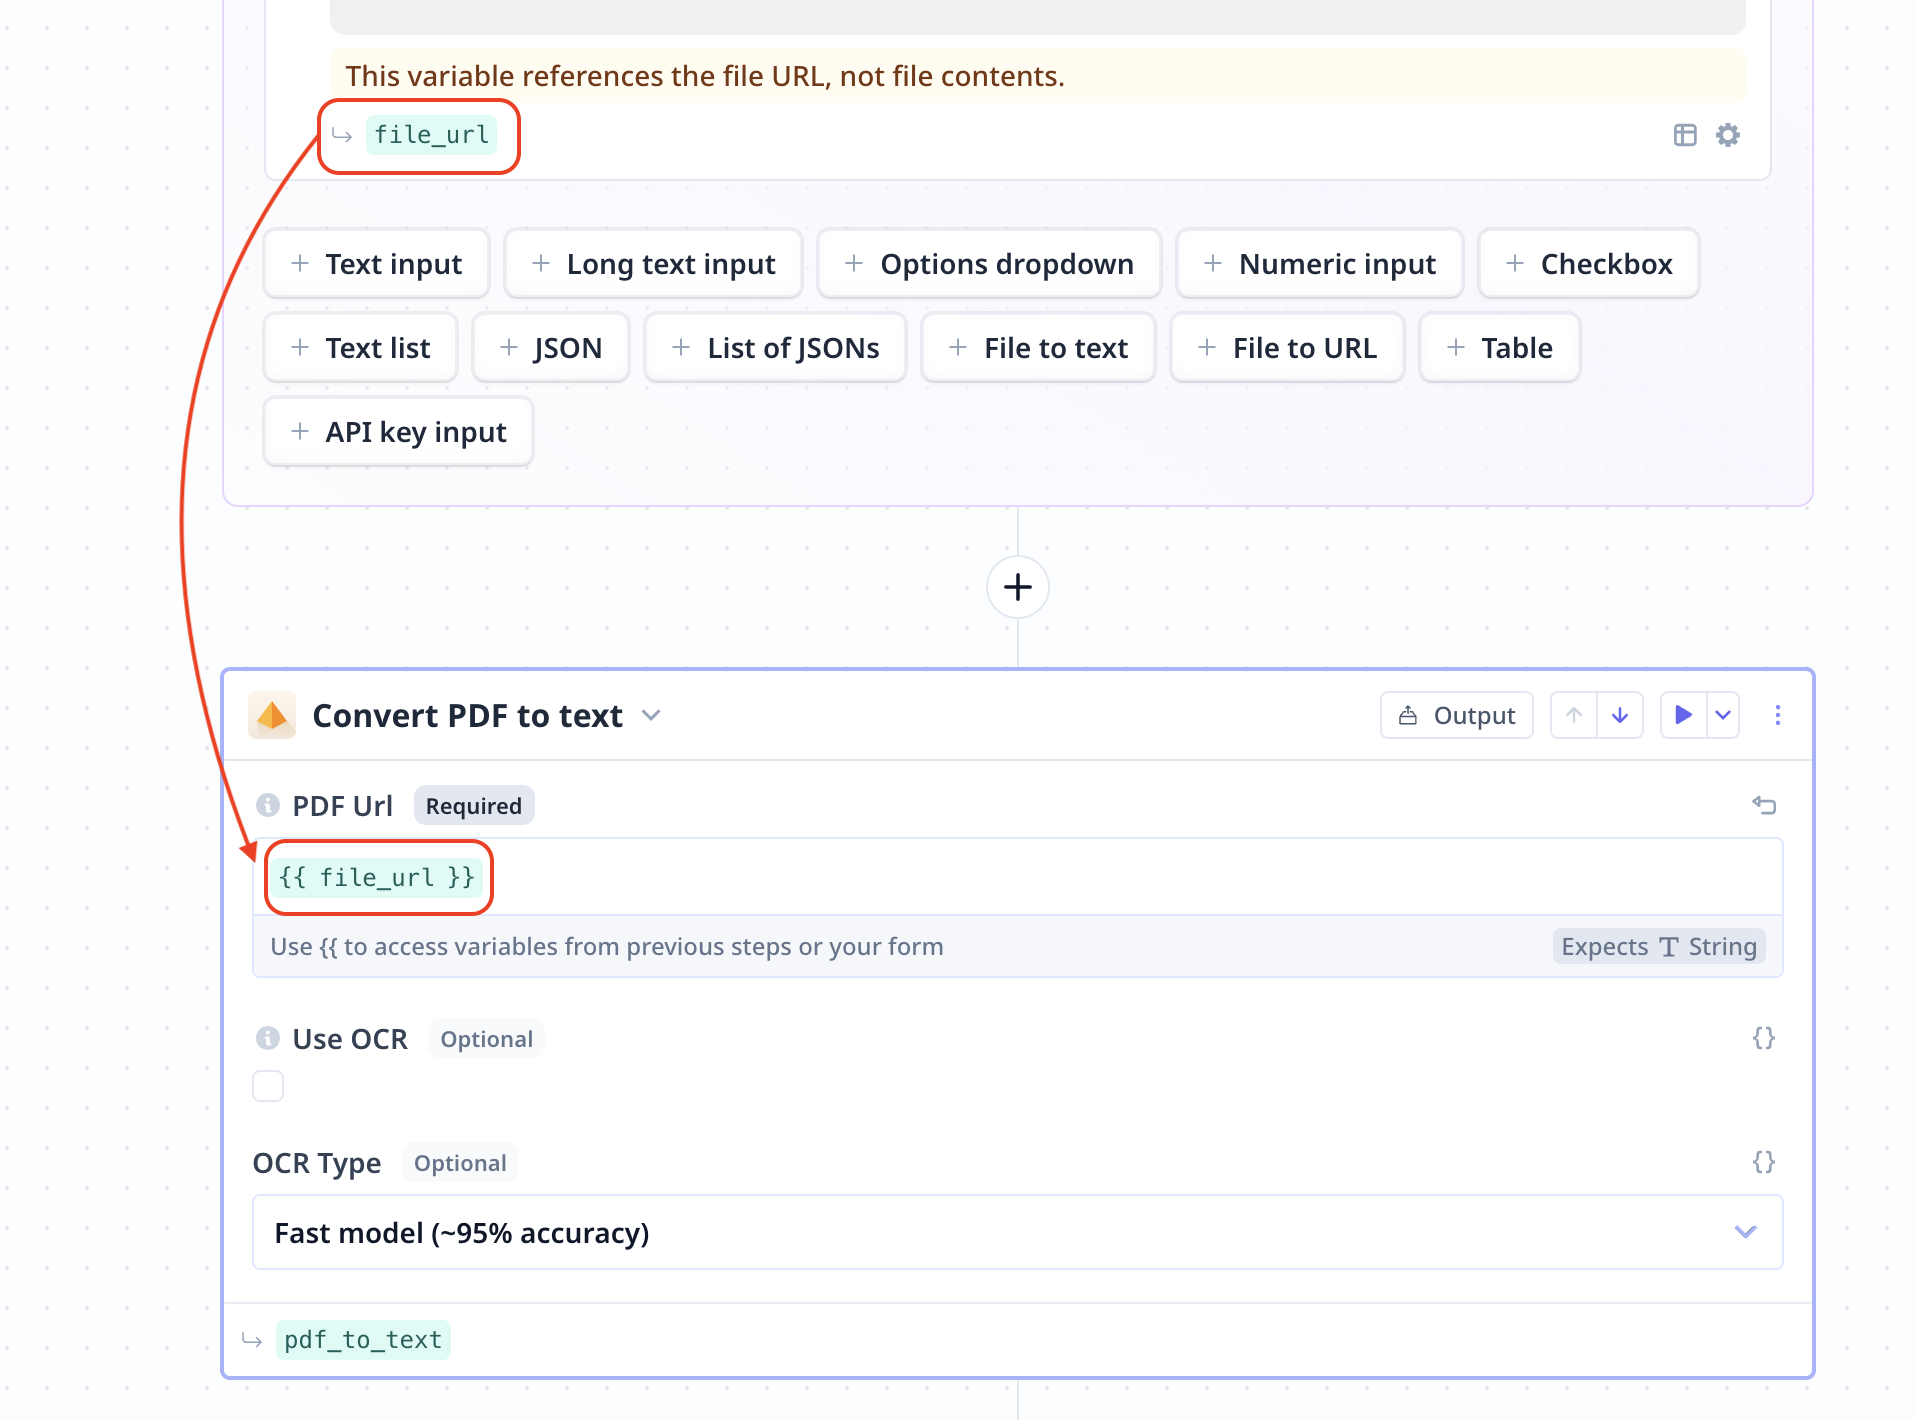 This variable references the file URL, not file contents.
file_url
+ Text input + Long text input + Options dropdown + Numeric input + Checkbox
+ Text list + JSON + List of JSONs + File to text + File to URL + Table
+ API key input
Convert PDF to text Output
PDF Url Required
{{ file_url }}
Use {{ to access variables from previous steps or your form Expects T String
Use OCR Optional {}
OCR Type Optional {}
Fast model (~95% accuracy)
pdf_to_text